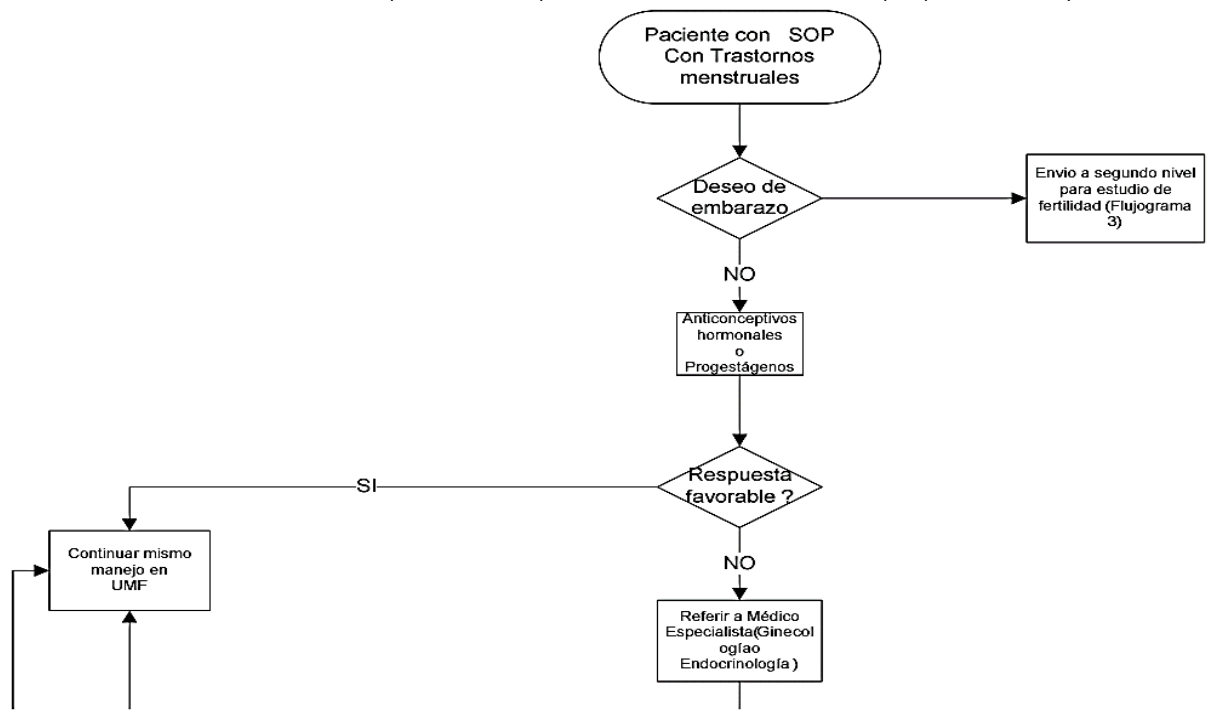 Paciente con SOP
Con Trastornos
menstruales
Deseo de
embarazo
Envio a segundo nivel
para estudio de
fertilidad (Flujograma
3)
NO
Anticonceptivos
hormonales
o
Progestágenos
Respuesta
favorable ?
SI
Continuar mismo
manejo en
UMF
NO
Referir a Médico
Especialista(Ginecol
ogíao
Endocrinología )